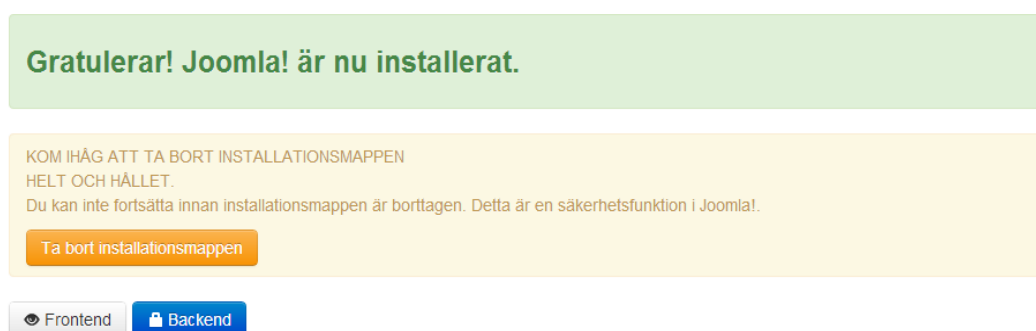 Gratulerar! Joomla! är nu installerat.
KOM IHÅG ATT TA BORT INSTALLATIONSMAPPEN
HELT OCH HÅLLET.
Du kan inte fortsätta innan installationsmappen är borttagen. Detta är en säkerhetsfunktion i Joomla!.
Ta bort installationsmappen
Frontend Backend